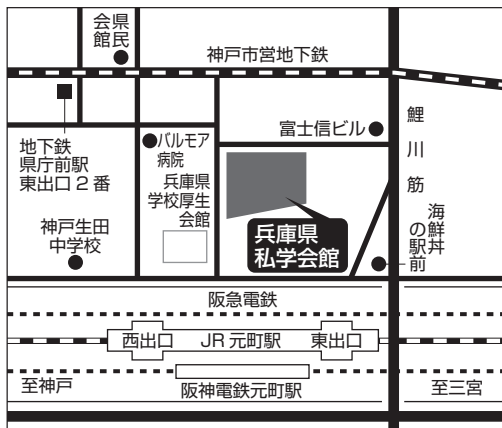 県民
会館
神戸市営地下鉄
富士信ビル
バルモア
病院
地下鉄
県庁前駅
東出口2番
兵庫県
学校厚生
会館
鯉川筋
海鮮丼
の駅前
神戸生田
中学校
兵庫県
私学会館
阪急電鉄
西出口
JR元町駅
東出口
至神戸
阪神電鉄元町駅
至三宮